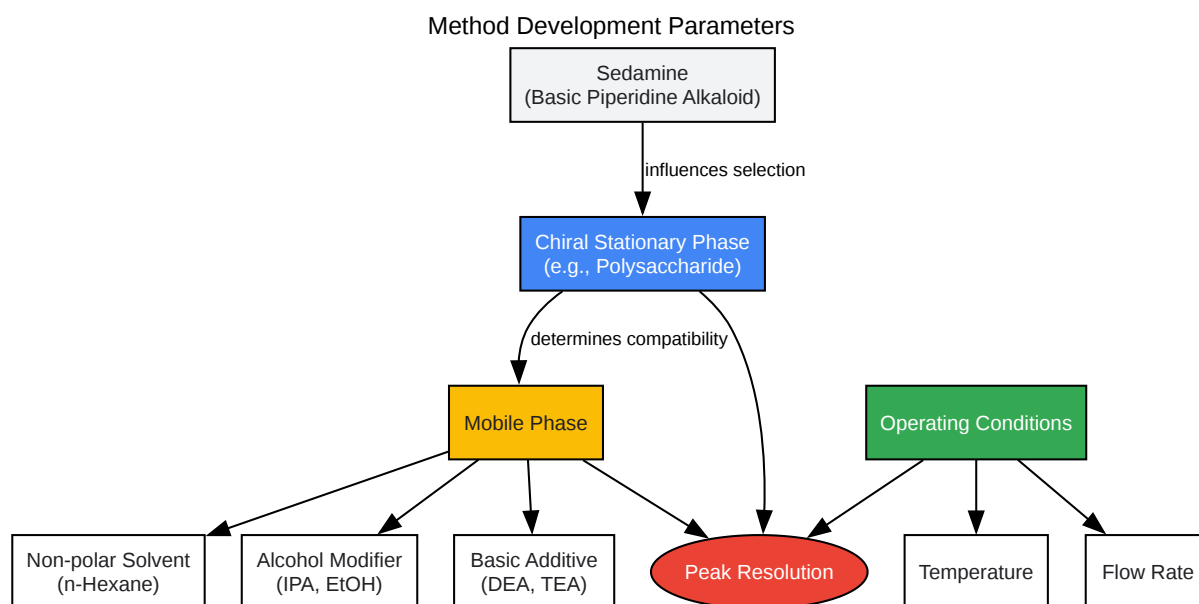 Method Development Parameters
Sedamine
(Basic Piperidine Alkaloid)
influences selection
Chiral Stationary Phase
(e.g., Polysaccharide)
determines compatibility
Mobile Phase
Operating Conditions
Non-polar Solvent
(n-Hexane)
Alcohol Modifier
(IPA, EtOH)
Basic Additive
(DEA, TEA)
Peak Resolution
Temperature
Flow Rate